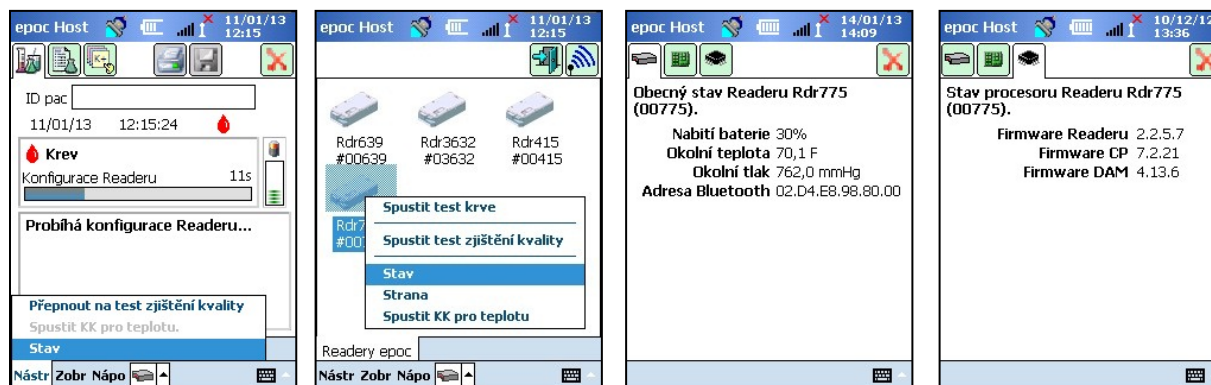 epoc Host 11/01/13 12:15
ID pac
11/01/13 12:15:24
Krev
Konfigurace Readeru 11s
Probíhá konfigurace Readeru...
Přepnout na test zjištění kvality
Spustit KK pro teplotu.
Stav
Nástr Zobr Nápo
epoc Host 11/01/13 12:15
Rdr639 Rdr3632 Rdr415
#00639 #03632 #00415
Rdr7
#007
Spustit test krve
Spustit test zjištění kvality
Stav
Strana
Spustit KK pro teplotu
Readery epoc
Nástr Zobr Nápo
epoc Host 14/01/13 14:09
Obecný stav Readeru Rdr775
(00775).
Nabití baterie 30%
Okolní teplota 70,1 F
Okolní tlak 762,0 mmHg
Adresa Bluetooth 02.D4.E8.98.80.00
epoc Host 10/12/12 13:36
Stav procesoru Readeru Rdr775
(00775).
Firmware Readeru 2.2.5.7
Firmware CP 7.2.21
Firmware DAM 4.13.6